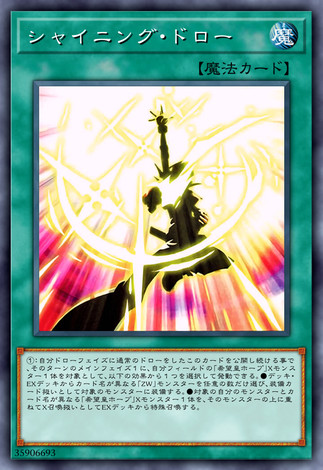 シャイニング・ドロー
魔
【魔法カード】
①:自分ドローフェイズに通常のドローをしたこのカードを公開し続ける事で
、そのターンのメインフェイズ1に、自分フィールドの「希望皇ホープ」Xモンス
ター1体を対象として、以下の効果から1つを選択して発動できる。●デッキ・
EXデッキからカード名が異なる「ZW」モンスターを任意の数だけ選び、装備カー
ド扱いとして対象のモンスターに装備する。●対象の自分のモンスターとカー
ド名が異なる「希望皇ホープ」Xモンスター1体を、そのモンスターの上に重
ねてX召喚扱いとしてEXデッキから特殊召喚する。
35906693